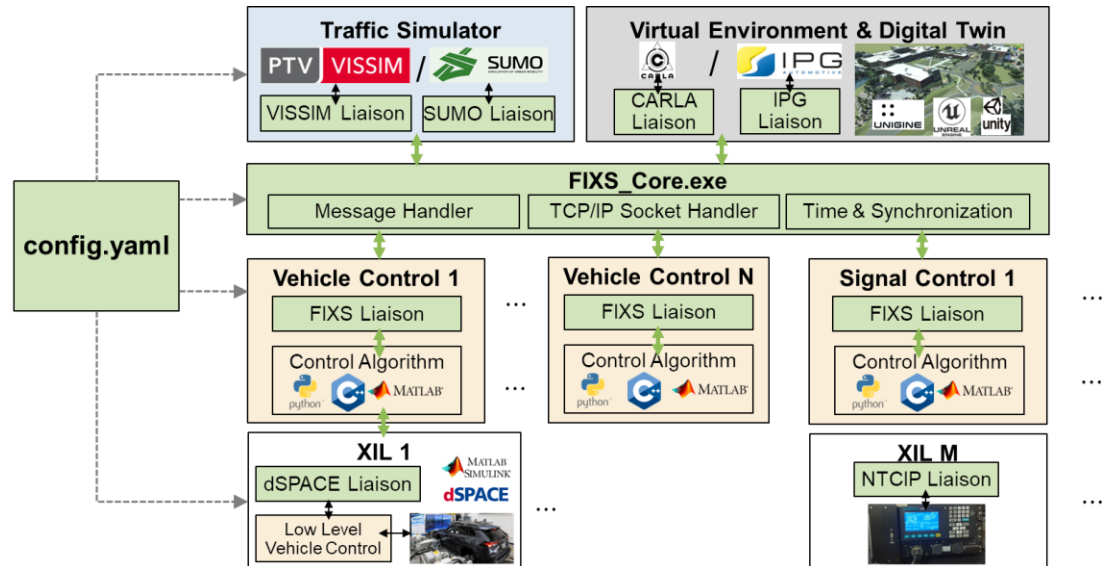 Traffic Simulator
PTV VISSIM / SUMO
SIMULATION OF URBAN MOBILITY
VISSIM Liaison
SUMO Liaison
Virtual Environment & Digital Twin
CARLA / IPG
AUTOMOTIVE
CARLA
Liaison
IPG
Liaison
UNIGINE
UNREAL
ENGINE
unity
config.yaml
FIXS_Core.exe
Message Handler
TCP/IP Socket Handler
Time & Synchronization
Vehicle Control 1
FIXS Liaison
Control Algorithm
python
C++
MATLAB
...
...
Vehicle Control N
FIXS Liaison
Control Algorithm
python
C++
MATLAB
Signal Control 1
FIXS Liaison
Control Algorithm
python
C++
MATLAB
...
...
XIL 1
dSPACE Liaison
MATLAB
SIMULINK
dSPACE
Low Level
Vehicle Control
...
XIL M
NTCIP Liaison
...